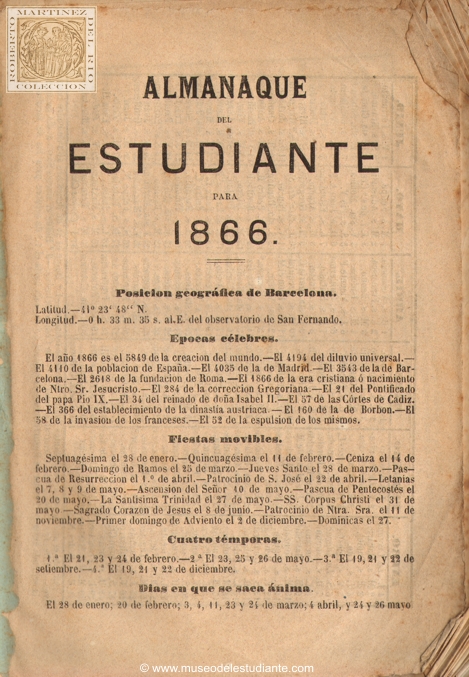 ROBERTO MARTINEZ DEL RIO
COLECCION
ALMANAQUE
DEL
ESTUDIANTE
PARA
1866.
Posicion geográfica de Barcelona.
Latitud.—41° 23‘ 48“ N.
Longitud.—0 h. 33 m. 35 s. al.E. del observatorio de San Fernando.
Epocas célebres.
El año 1866 es el 5849 de la creacion del mundo.—El 4194 del diluvio universal.—
El 4110 de la poblacion de España.—El 4035 de la de Madrid.—El 3543 de la de Bar-
celona.—El 2618 de la fundacion de Roma.—El 1866 de la era cristiana ó nacimiento
de Ntro. Sr. Jesucristo.—El 284 de la correccion Gregoriana.—El 21 del Pontificado
del papa Pio IX.—El 34 del reinado de doña Isabel II.—El 57 de las Córtes de Cadiz.
—El 366 del establecimiento de la dinastía austriaca.—El 160 de la de Borbon.—El
58 de la invasion de los franceses.—El 52 de la espulsion de los mismos.
Fiestas movibles.
Septuagésima el 28 de enero.—Quincuagésima el 11 de febrero.—Ceniza el 14 de
febrero.—Domingo de Ramos el 25 de marzo.—Jueves Santo el 28 de marzo.—Pas-
cua de Resurreccion el 1.° de abril.—Patrocinio de S. José el 22 de abril.—Letanias
el 7, 8 y 9 de mayo.—Ascension del Señor 10 de mayo.—Pascua de Pentecostés el
20 de mayo.—La Santísima Trinidad el 27 de mayo.—SS. Corpus Christi el 31 de
mayo.—Sagrado Corazon de Jesus el 8 de junio.—Patrocinio de Ntra. Sra. el 11 de
noviembre.—Primer domingo de Adviento el 2 de diciembre.—Dominicas el 27.
Cuatro témporas.
1.ª El 21, 23 y 24 de febrero.—2.ª El 23, 25 y 26 de mayo.—3.ª El 19, 21 y 22 de
setiembre.—4.ª El 19, 21 y 22 de diciembre.
Dias en que se saca ánima.
El 28 de enero; 20 de febrero; 3, 4, 11, 23 y 24 de marzo; 4 abril, y 24 y 26 mayo
© www.museodelestudiante.com